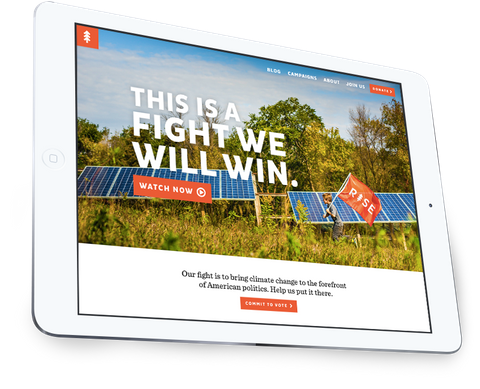 BLOG CAMPAIGNS ABOUT JOIN US DONATE
THIS IS A
FIGHT WE
WILL WIN.
WATCH NOW
RISE
Our fight is to bring climate change to the forefront
of American politics. Help us put it there.
COMMIT TO VOTE